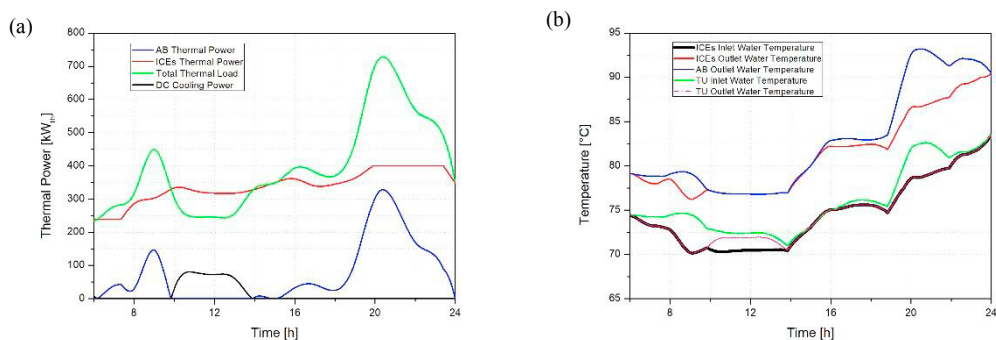 (a)
800
700
600
500
400
300
200
100
0
Thermal Power [kWth]
8
12
16
20
24
Time [h]
AB Thermal Power
ICEs Thermal Power
Total Thermal Load
DC Cooling Power
(b)
95
90
85
80
75
70
65
Temperature [°C]
8
12
16
20
24
Time [h]
ICEs Inlet Water Temperature
ICEs Outlet Water Temperature
AB Outlet Water Temperature
TU Inlet Water Temperature
TU Outlet Water Temperature